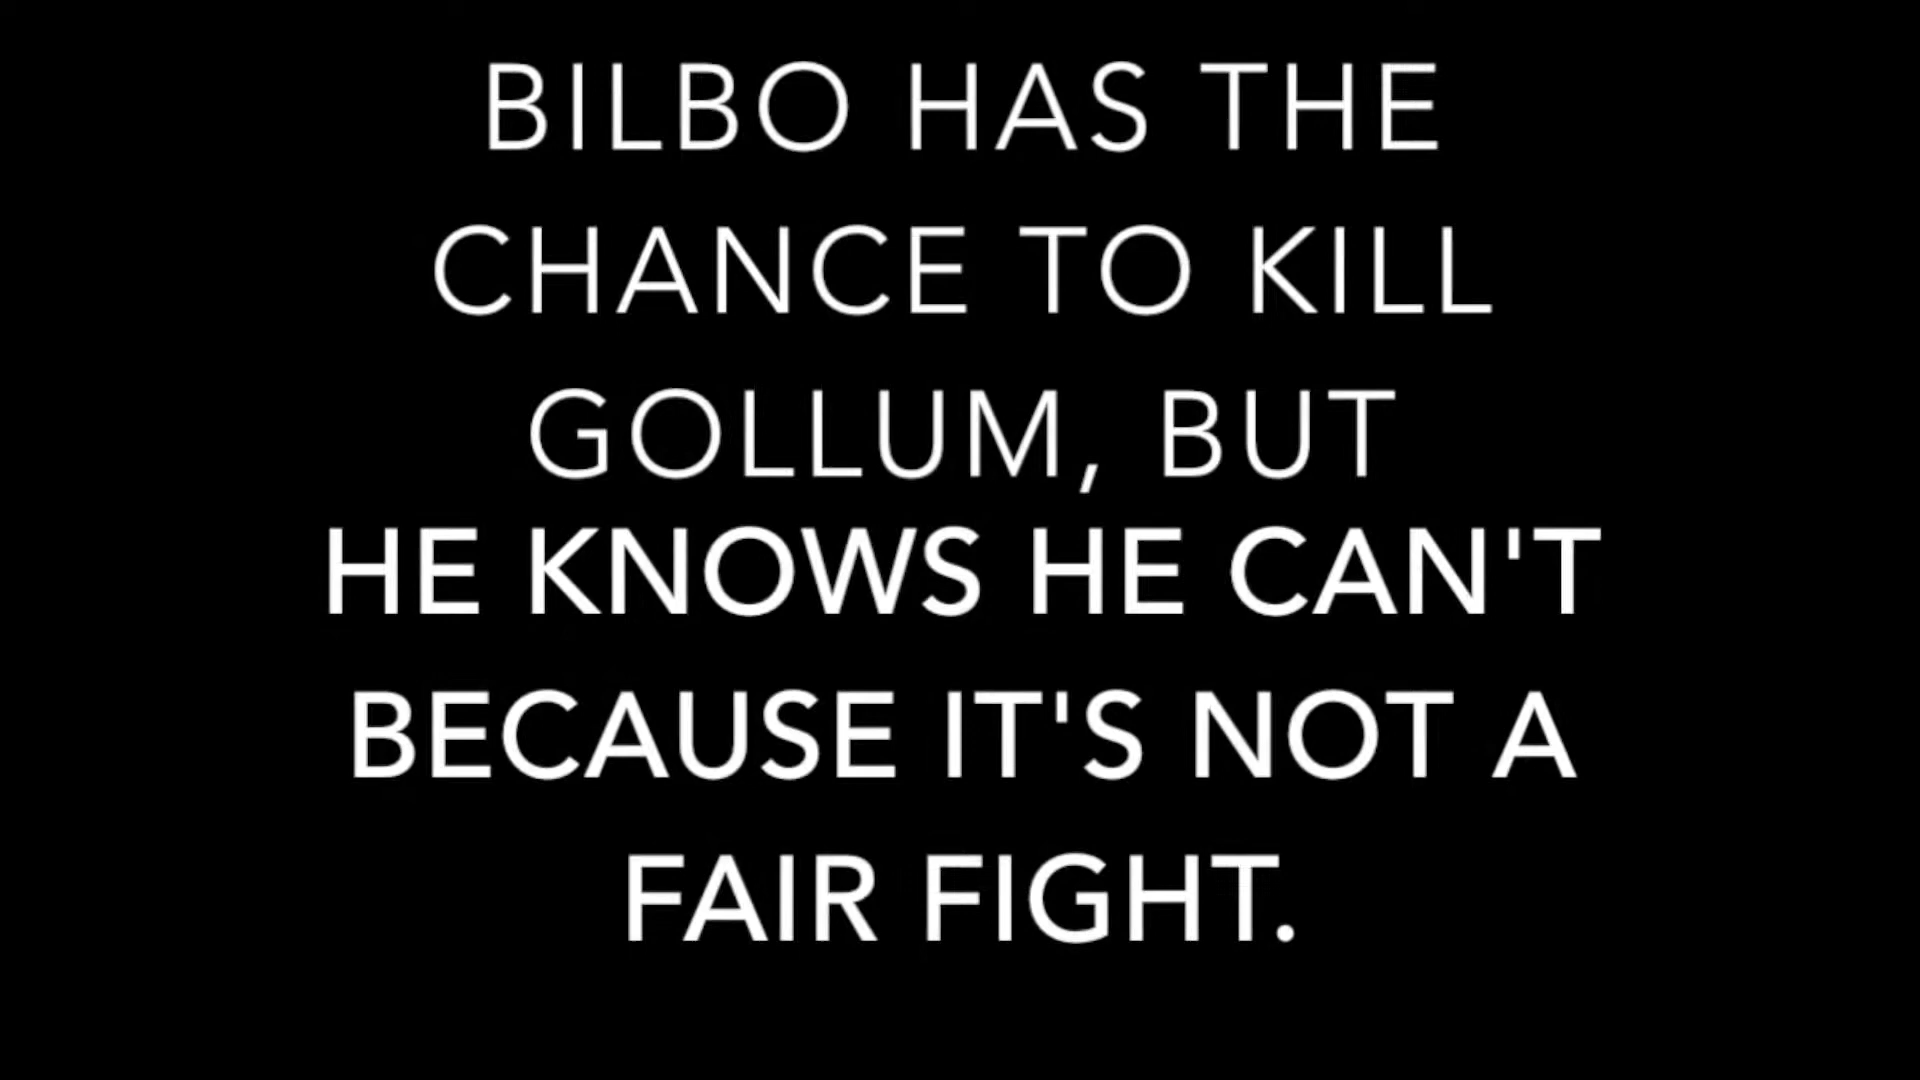 BILBO HAS THE
CHANCE TO KILL
GOLLUM, BUT
HE KNOWS HE CAN'T
BECAUSE IT'S NOT A
FAIR FIGHT.